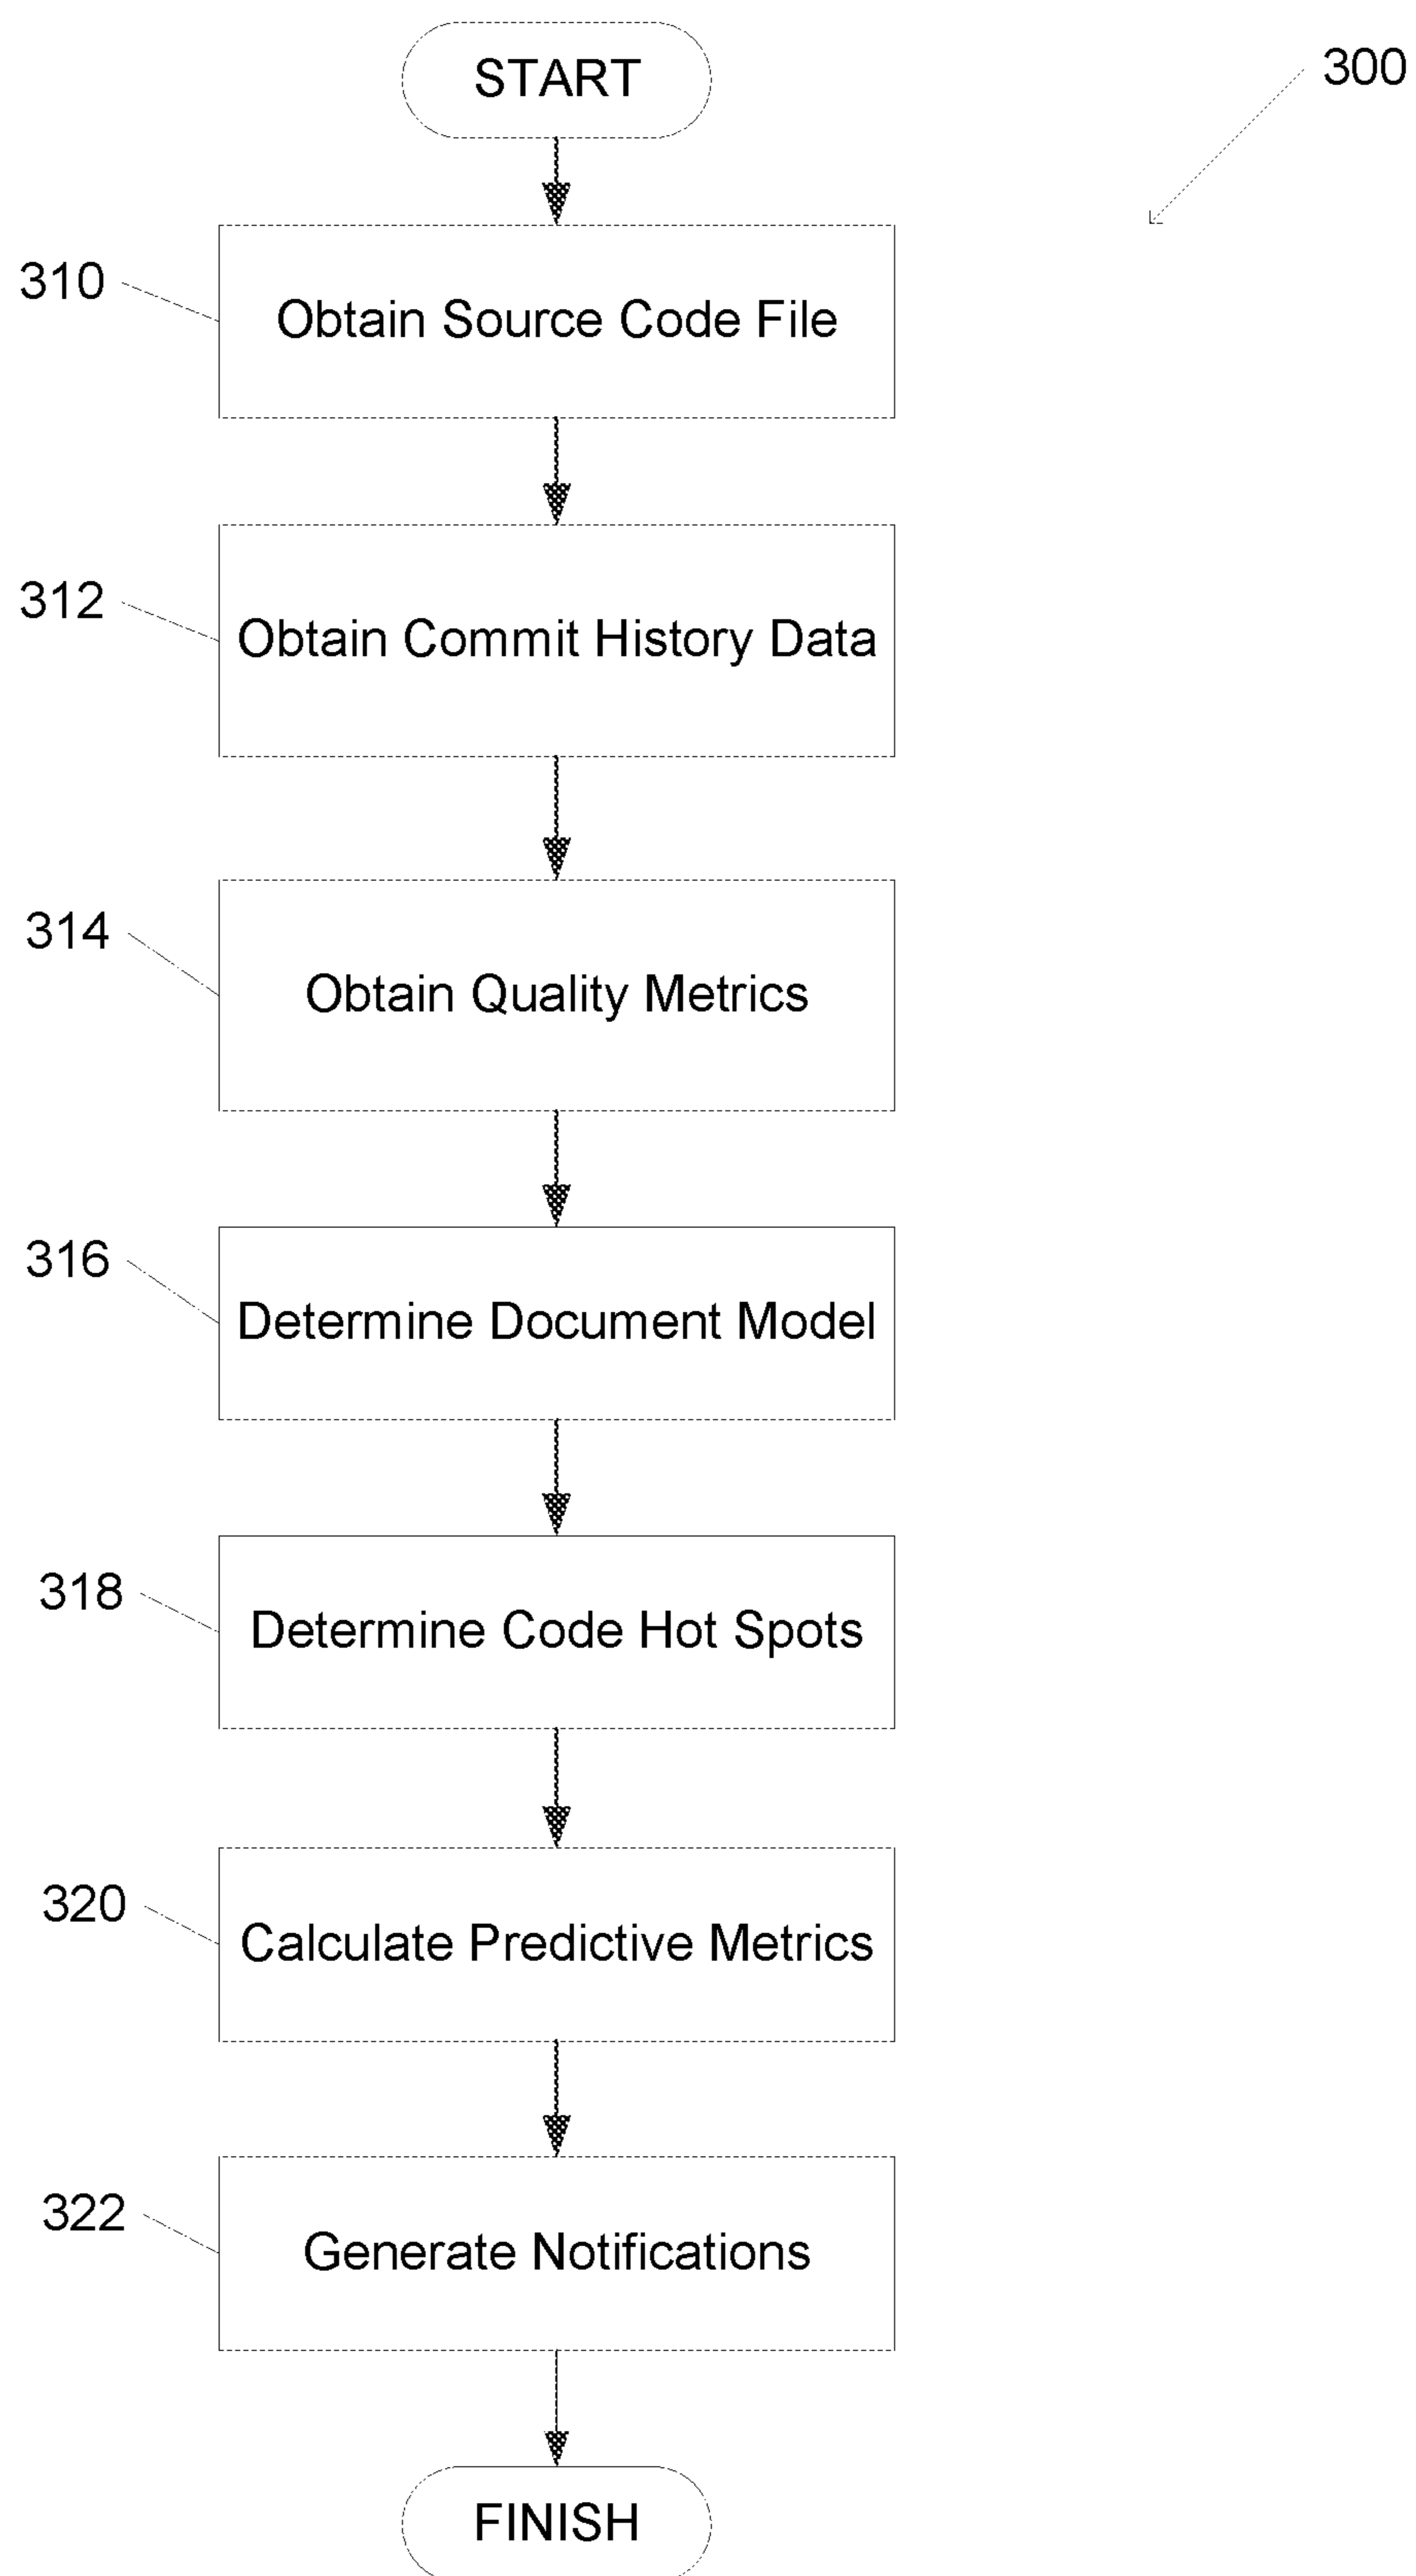 START
300
310
Obtain Source Code File
312
Obtain Commit History Data
314
Obtain Quality Metrics
316
Determine Document Model
318
Determine Code Hot Spots
320
Calculate Predictive Metrics
322
Generate Notifications
FINISH